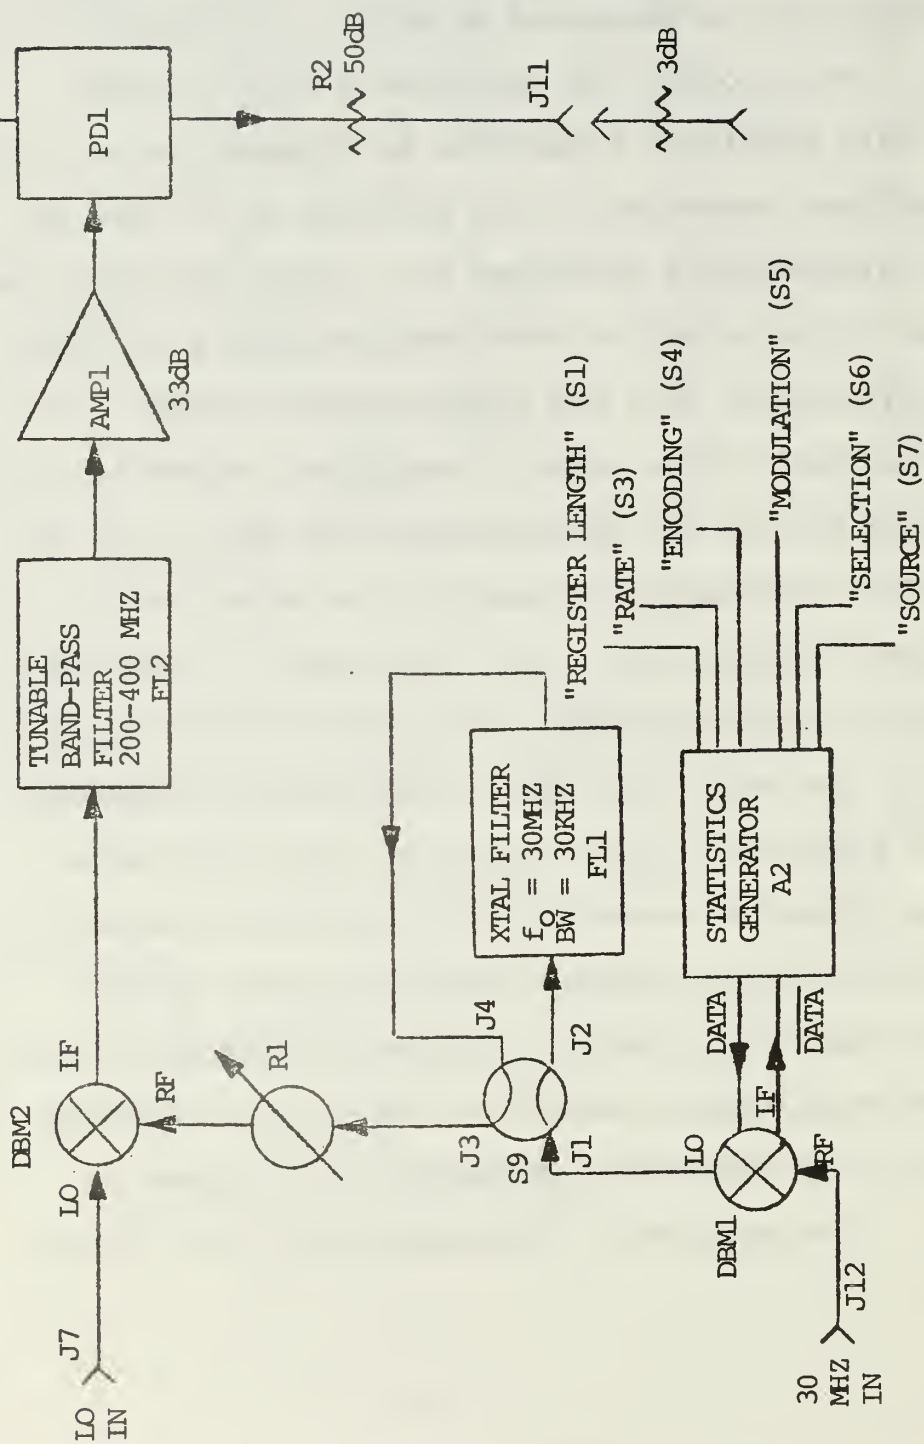 LO
IN
J7
DBM2
LO
IF
RF
TUNABLE
BAND-PASS
FILTER
200-400 MHZ
FL2
AMP1
33dB
PD1
R2
50dB
J11
3dB
R1
J3
J4
S9
J1
J2
XTAL FILTER
fo = 30MHZ
BW = 30KHZ
FL1
LO
DBM1
IF
RF
DATA
DATA
J12
30
MHZ
IN
STATISTICS
GENERATOR
A2
"REGISTER LENGTH" (S1)
"RATE" (S3)
"ENCODING" (S4)
"MODULATION" (S5)
"SELECTION" (S6)
"SOURCE" (S7)